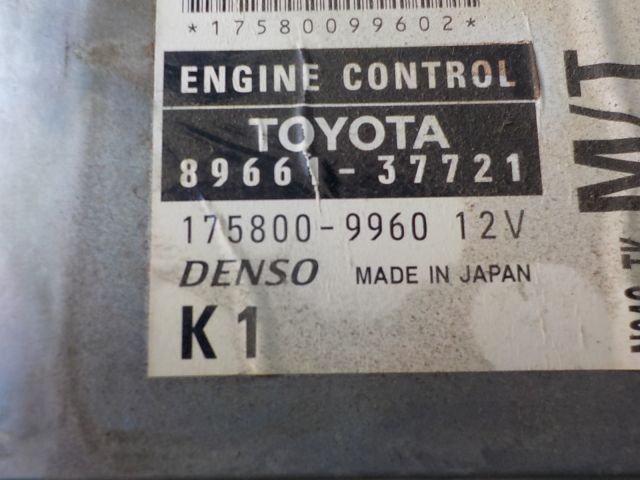 *17580099602*
ENGINE CONTROL
TOYOTA
89661-37721
175800-9960 12V
DENSO MADE IN JAPAN
K1
M/T